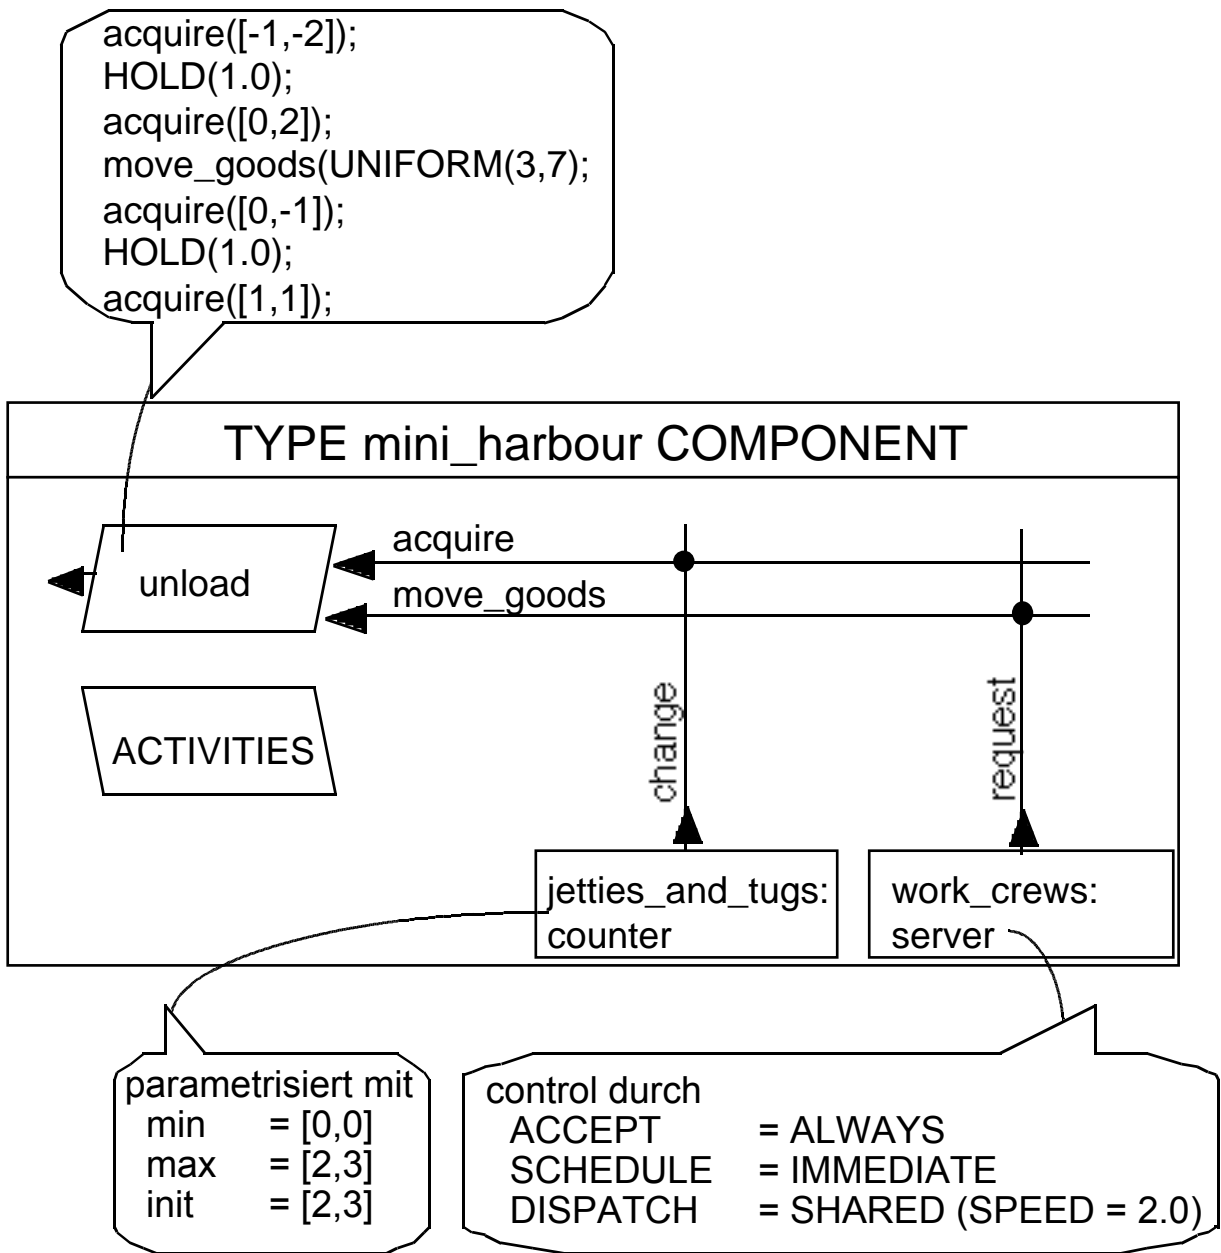 acquire([-1,-2]);
HOLD(1.0);
acquire([0,2]);
move_goods(UNIFORM(3,7);
acquire([0,-1]);
HOLD(1.0);
acquire([1,1]);
TYPE mini_harbour COMPONENT
acquire
unload
move_goods
change
request
ACTIVITIES
jetties_and_tugs:
counter
work_crews:
server
parametrisiert mit
min = [0,0]
max = [2,3]
init = [2,3]
control durch
ACCEPT = ALWAYS
SCHEDULE = IMMEDIATE
DISPATCH = SHARED (SPEED = 2.0)